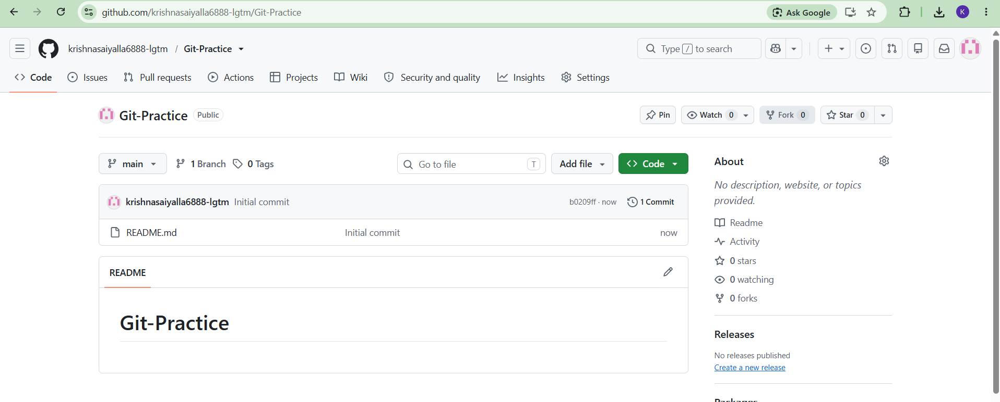 github.com/krishnasaiyalla6888-lgtm/Git-Practice
Ask Google
K
krishnasaiyalla6888-lgtm / Git-Practice
Type / to search
Code
Issues
Pull requests
Actions
Projects
Wiki
Security and quality
Insights
Settings
Git-Practice Public
Pin
Watch 0
Fork 0
Star 0
main
1 Branch
0 Tags
Go to file T
Add file
Code
krishnasaiyalla6888-lgtm Initial commit
b0209ff · now
1 Commit
README.md Initial commit now
README
Git-Practice
About
No description, website, or topics
provided.
Readme
Activity
0 stars
0 watching
0 forks
Releases
No releases published
Create a new release
Packages